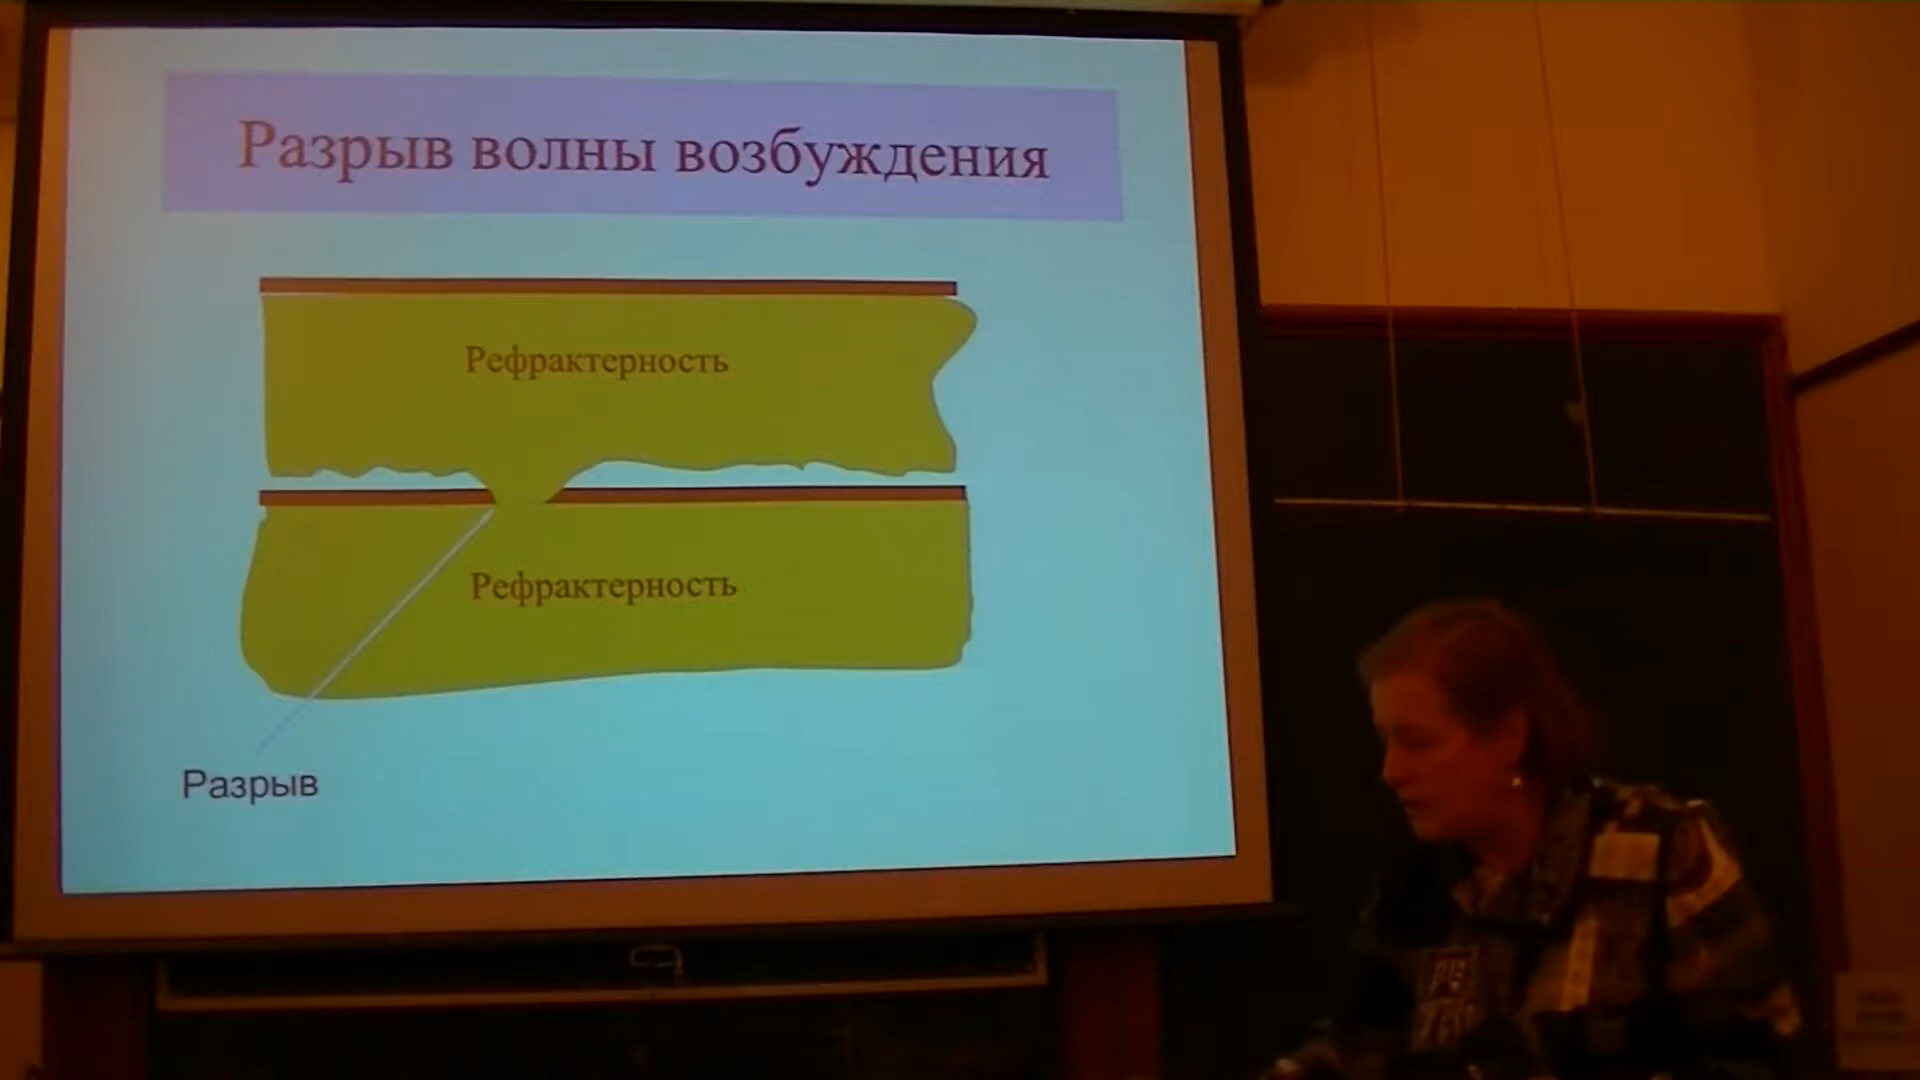 Разрыв волны возбуждения
Рефрактерность
Рефрактерность
Разрыв